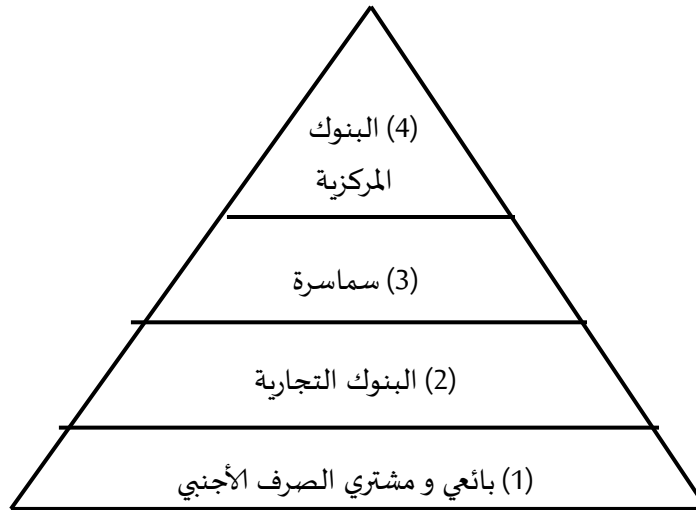 (4) البنوك
المركزية
(3) سماسرة
(2) البنوك التجارية
(1) بائعي و مشتري الصرف الأجنبي